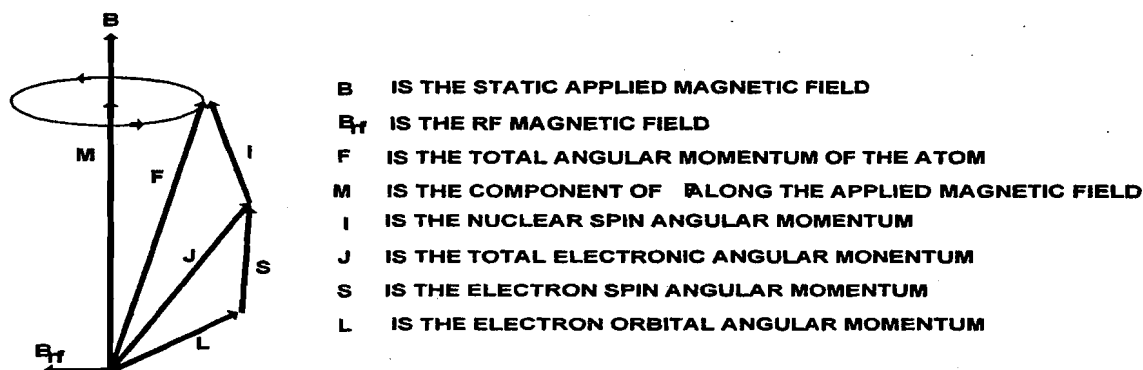 B
M
F
I
J
S
L
Brf
B IS THE STATIC APPLIED MAGNETIC FIELD
Brf IS THE RF MAGNETIC FIELD
F IS THE TOTAL ANGULAR MOMENTUM OF THE ATOM
M IS THE COMPONENT OF F ALONG THE APPLIED MAGNETIC FIELD
I IS THE NUCLEAR SPIN ANGULAR MOMENTUM
J IS THE TOTAL ELECTRONIC ANGULAR MONENTUM
S IS THE ELECTRON SPIN ANGULAR MOMENTUM
L IS THE ELECTRON ORBITAL ANGULAR MOMENTUM